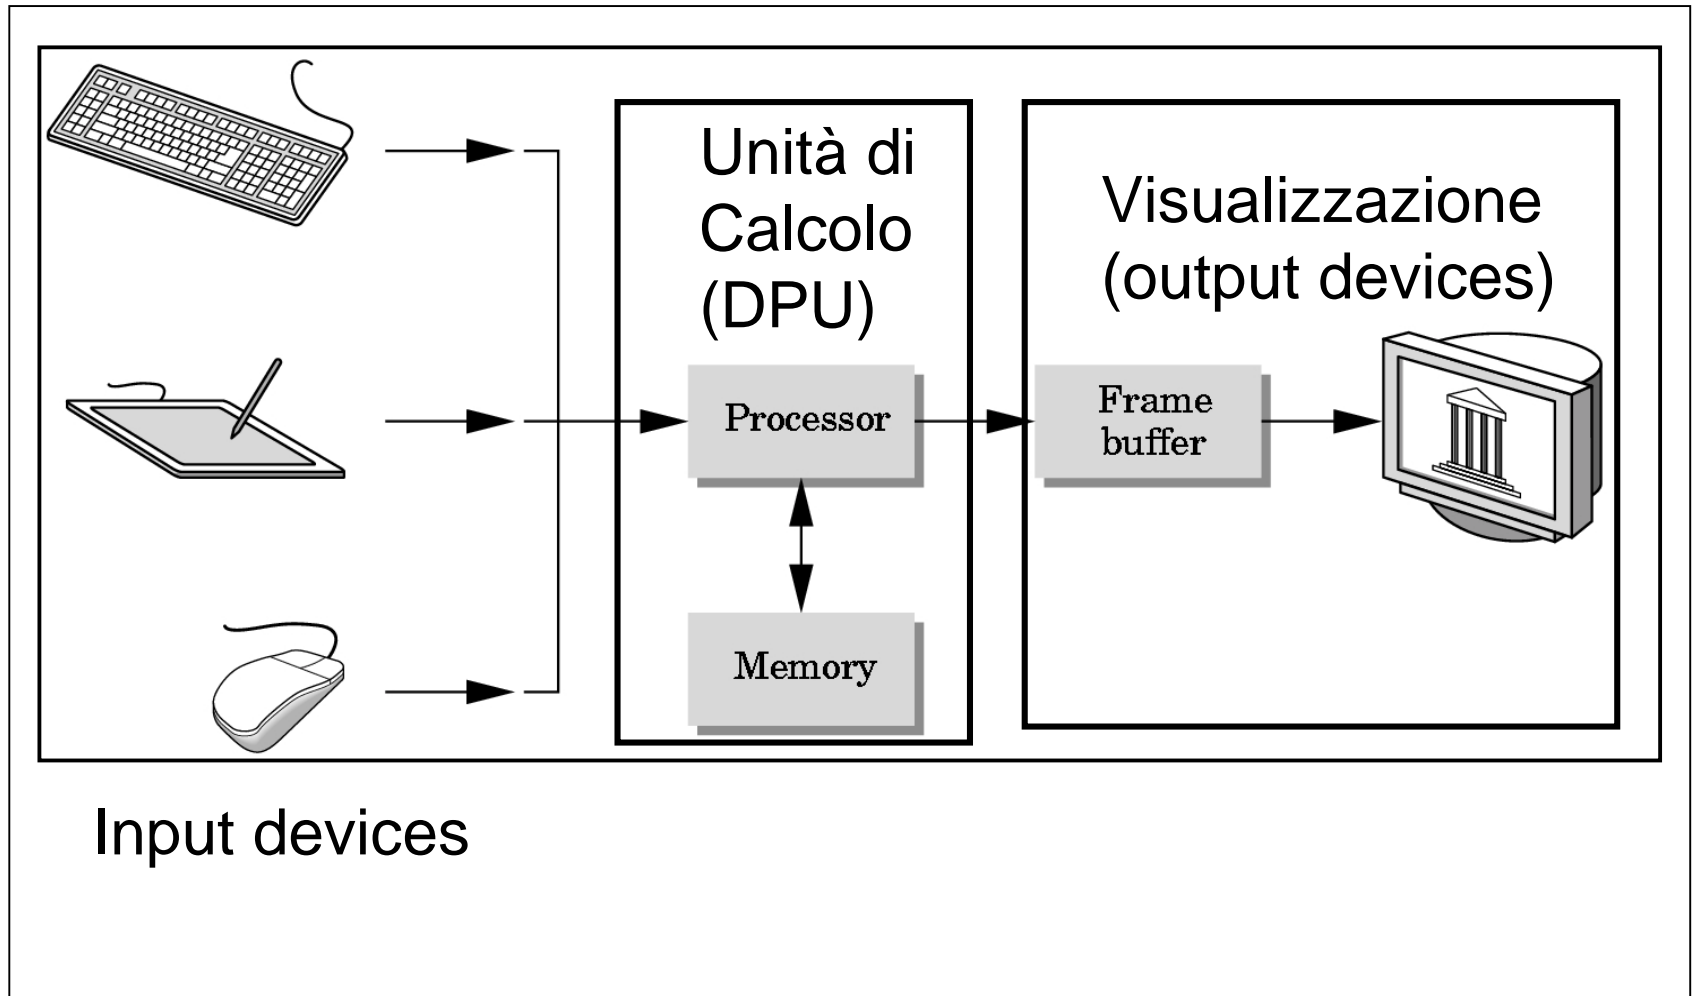 Unità di
Calcolo
(DPU)
Visualizzazione
(output devices)
Processor
Frame
buffer
Memory
Input devices